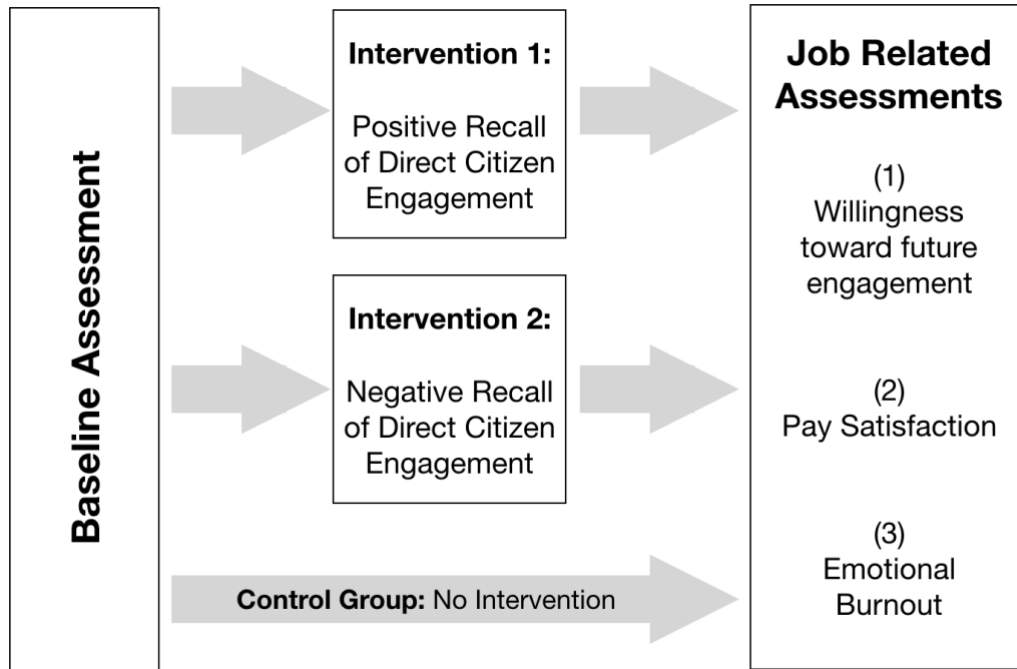 Baseline Assessment
Intervention 1:
Positive Recall
of Direct Citizen
Engagement
Intervention 2:
Negative Recall
of Direct Citizen
Engagement
Control Group: No Intervention
Job Related
Assessments
(1)
Willingness
toward future
engagement
(2)
Pay Satisfaction
(3)
Emotional
Burnout